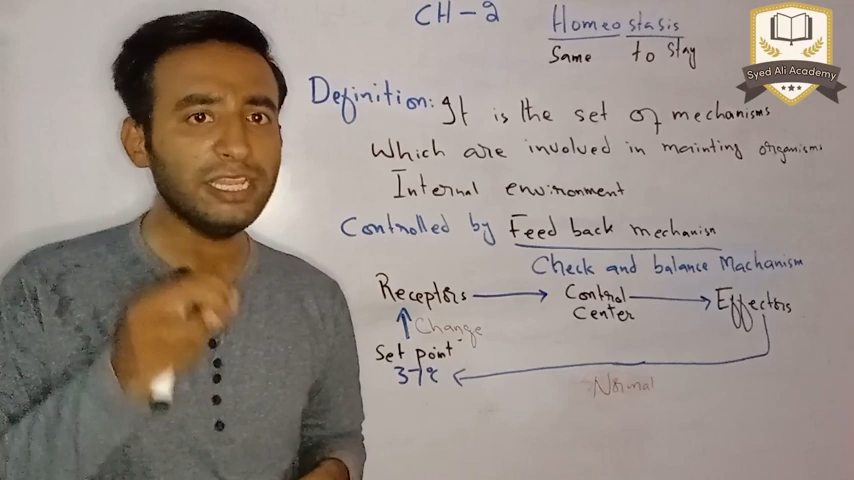 CH-2
Homeostasis
Same to stay
Syed Ali Academy
Definition: It is the set of mechanisms
Which are involved in mainting organisms
Internal environment
Controlled by Feed back mechanism
Check and balance Machanism
Receptors Control Center Effectors
Change
Set point
37°C
Normal